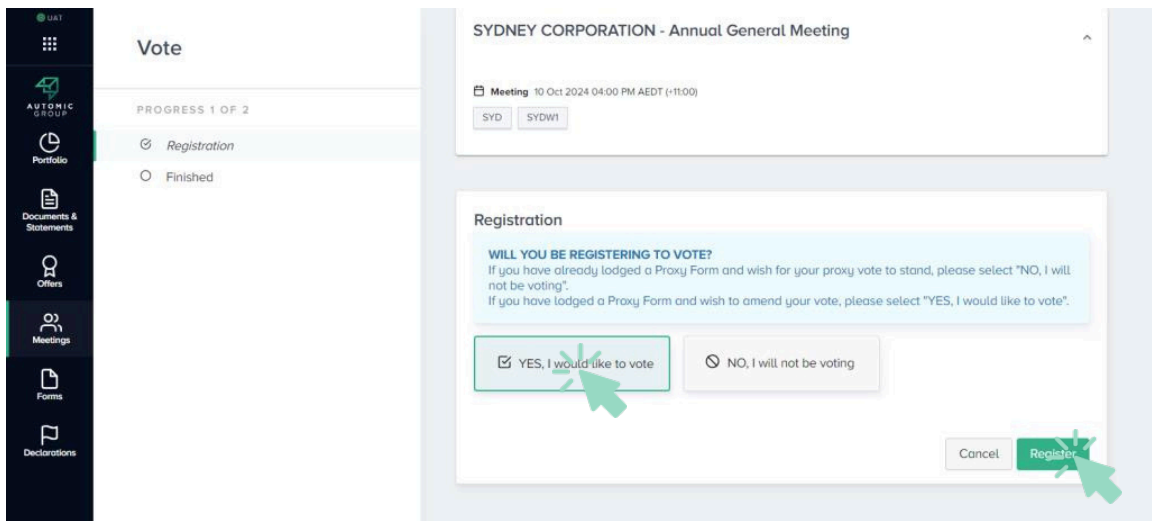 UAT
AUTOMIC
GROUP
Portfolio
Documents &
Statements
Offers
Meetings
Forms
Declarations
Vote
PROGRESS 1 OF 2
Registration
Finished
SYDNEY CORPORATION - Annual General Meeting
Meeting 10 Oct 2024 04:00 PM AEDT (+11:00)
SYD SYDW1
Registration
WILL YOU BE REGISTERING TO VOTE?
If you have already lodged a Proxy Form and wish for your proxy vote to stand, please select "NO, I will
not be voting".
If you have lodged a Proxy Form and wish to amend your vote, please select "YES, I would like to vote".
YES, I would like to vote
NO, I will not be voting
Cancel Register